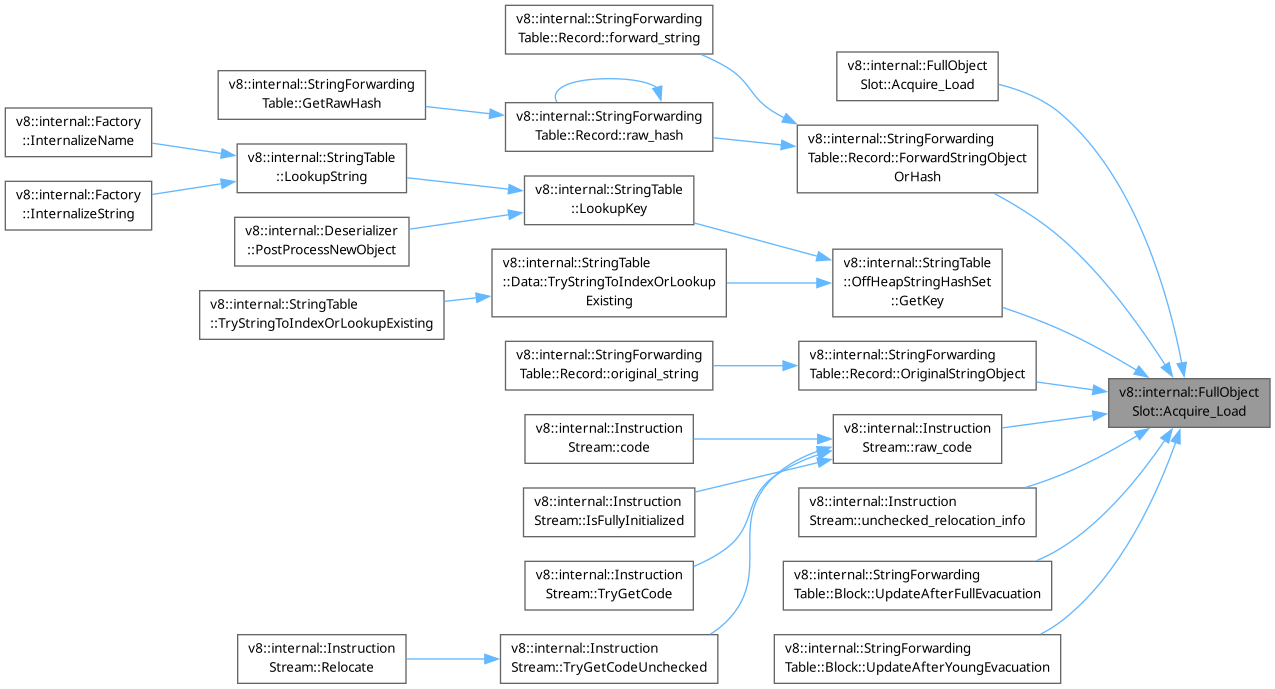 v8::internal::StringForwarding
Table::Record::forward_string
v8::internal::FullObject
Slot::Acquire_Load
v8::internal::StringForwarding
Table::GetRawHash
v8::internal::StringForwarding
Table::Record::raw_hash
v8::internal::Factory
::InternalizeName
v8::internal::StringForwarding
Table::Record::ForwardStringObject
OrHash
v8::internal::StringTable
::LookupString
v8::internal::Factory
::InternalizeString
v8::internal::StringTable
::LookupKey
v8::internal::Deserializer
::PostProcessNewObject
v8::internal::StringTable
::Data::TryStringToIndexOrLookup
Existing
v8::internal::StringTable
::OffHeapStringHashSet
::GetKey
v8::internal::StringTable
::TryStringToIndexOrLookupExisting
v8::internal::StringForwarding
Table::Record::original_string
v8::internal::StringForwarding
Table::Record::OriginalStringObject
v8::internal::FullObject
Slot::Acquire_Load
v8::internal::Instruction
Stream::code
v8::internal::Instruction
Stream::raw_code
v8::internal::Instruction
Stream::IsFullyInitialized
v8::internal::Instruction
Stream::unchecked_relocation_info
v8::internal::Instruction
Stream::TryGetCode
v8::internal::StringForwarding
Table::Block::UpdateAfterFullEvacuation
v8::internal::Instruction
Stream::Relocate
v8::internal::Instruction
Stream::TryGetCodeUnchecked
v8::internal::StringForwarding
Table::Block::UpdateAfterYoungEvacuation